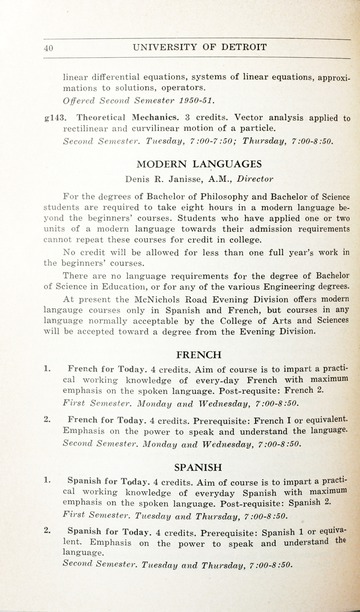 40 UNIVERSITY OF DETROIT
linear differential equations, systems of linear equations, approxi-
mations to solutions, operators.
Offered Second Semester 1950-51.
g143. Theoretical Mechanics. 3 credits. Vector analysis applied to
rectilinear and curvilinear motion of a particle.
Second Semester. Tuesday, 7:00-7:50; Thursday, 7:00-8:50.
MODERN LANGUAGES
Denis R. Janisse, A.M., Director
For the degrees of Bachelor of Philosophy and Bachelor of Science
students are required to take eight hours in a modern language be-
yond the beginners' courses. Students who have applied one or two
units of a modern language towards their admission requirements
cannot repeat these courses for credit in college.
No credit will be allowed for less than one full year's work in
the beginners' courses.
There are no language requirements for the degree of Bachelor
of Science in Education, or for any of the various Engineering degrees.
At present the McNichols Road Evening Division offers modern
langauge courses only in Spanish and French, but courses in any
language normally acceptable by the College of Arts and Sciences
will be accepted toward a degree from the Evening Division.
FRENCH
1. French for Today. 4 credits. Aim of course is to impart a practi-
cal working knowledge of every-day French with maximum
emphasis on the spoken language. Post-requsite: French 2.
First Semester. Monday and Wednesday, 7:00-8:50.
2. French for Today. 4 credits. Prerequisite: French I or equivalent.
Emphasis on the power to speak and understand the language.
Second Semester. Monday and Wednesday, 7:00-8:50.
SPANISH
1. Spanish for Today. 4 credits. Aim of course is to impart a practi-
cal working knowledge of everyday Spanish with maximum
emphasis on the spoken language. Post-requisite: Spanish 2.
First Semester. Tuesday and Thursday, 7:00-8:50.
2. Spanish for Today. 4 credits. Prerequisite: Spanish 1 or equiva-
lent. Emphasis on the power to speak and understand the
language.
Second Semester. Tuesday and Thursday, 7:00-8:50.